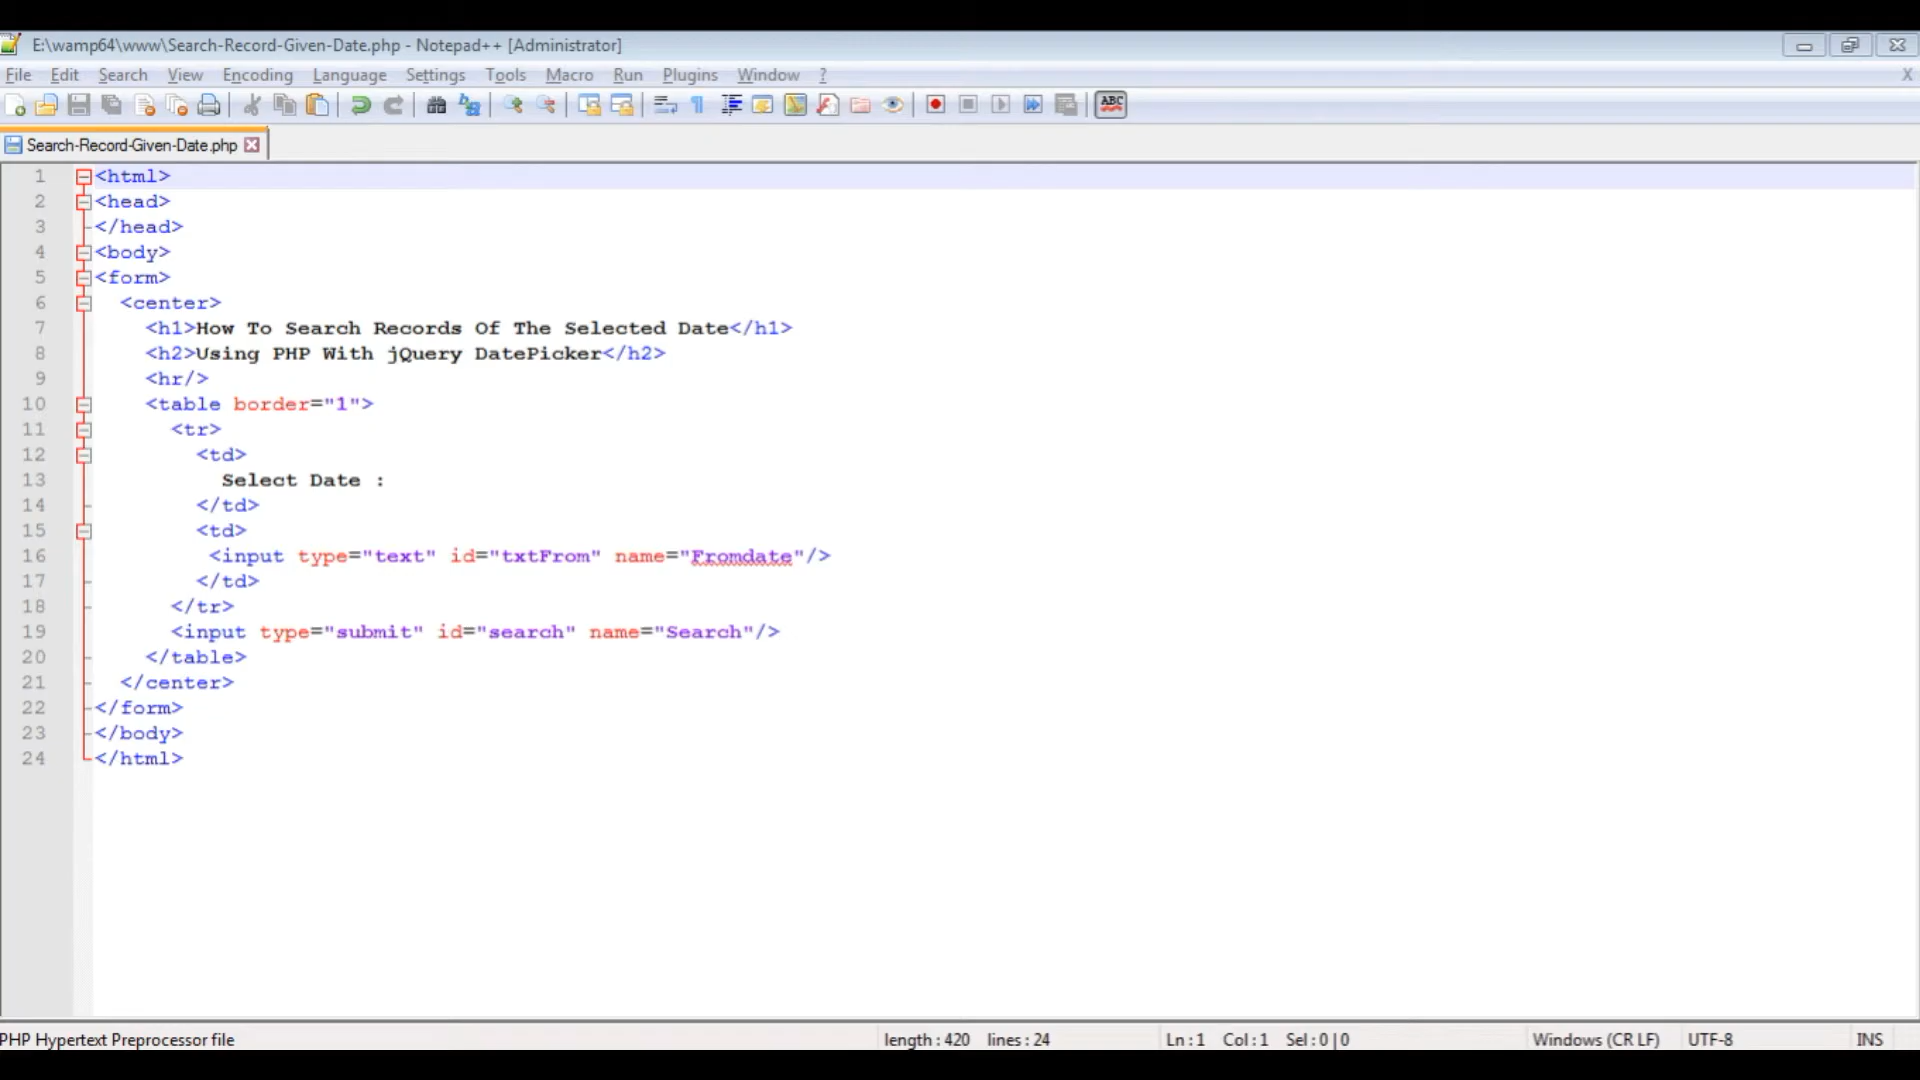 E:\wamp64\www\Search-Record-Given-Date.php - Notepad++ [Administrator]
File Edit Search View Encoding Language Settings Tools Macro Run Plugins Window ? X
ABC
Search-Record-Given-Date.php
1 <html>
2 <head>
3 </head>
4 <body>
5 <form>
6 <center>
7 <h1>How To Search Records Of The Selected Date</h1>
8 <h2>Using PHP With jQuery DatePicker</h2>
9 <hr/>
10 <table border="1">
11 <tr>
12 <td>
13 Select Date :
14 </td>
15 <td>
16 <input type="text" id="txtFrom" name="Fromdate"/>
17 </td>
18 </tr>
19 <input type="submit" id="search" name="Search"/>
20 </table>
21 </center>
22 </form>
23 </body>
24 </html>
PHP Hypertext Preprocessor file length : 420 lines : 24 Ln : 1 Col : 1 Sel : 0 | 0 Windows (CR LF) UTF-8 INS